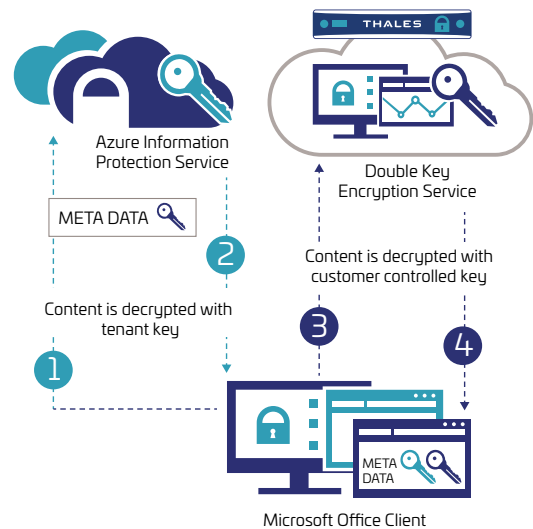 THALES
Azure Information
Protection Service
Double Key
Encryption Service
META DATA
2
Content is decrypted with
customer controlled key
Content is decrypted with
tenant key
3
4
1
META
DATA
Microsoft Office Client